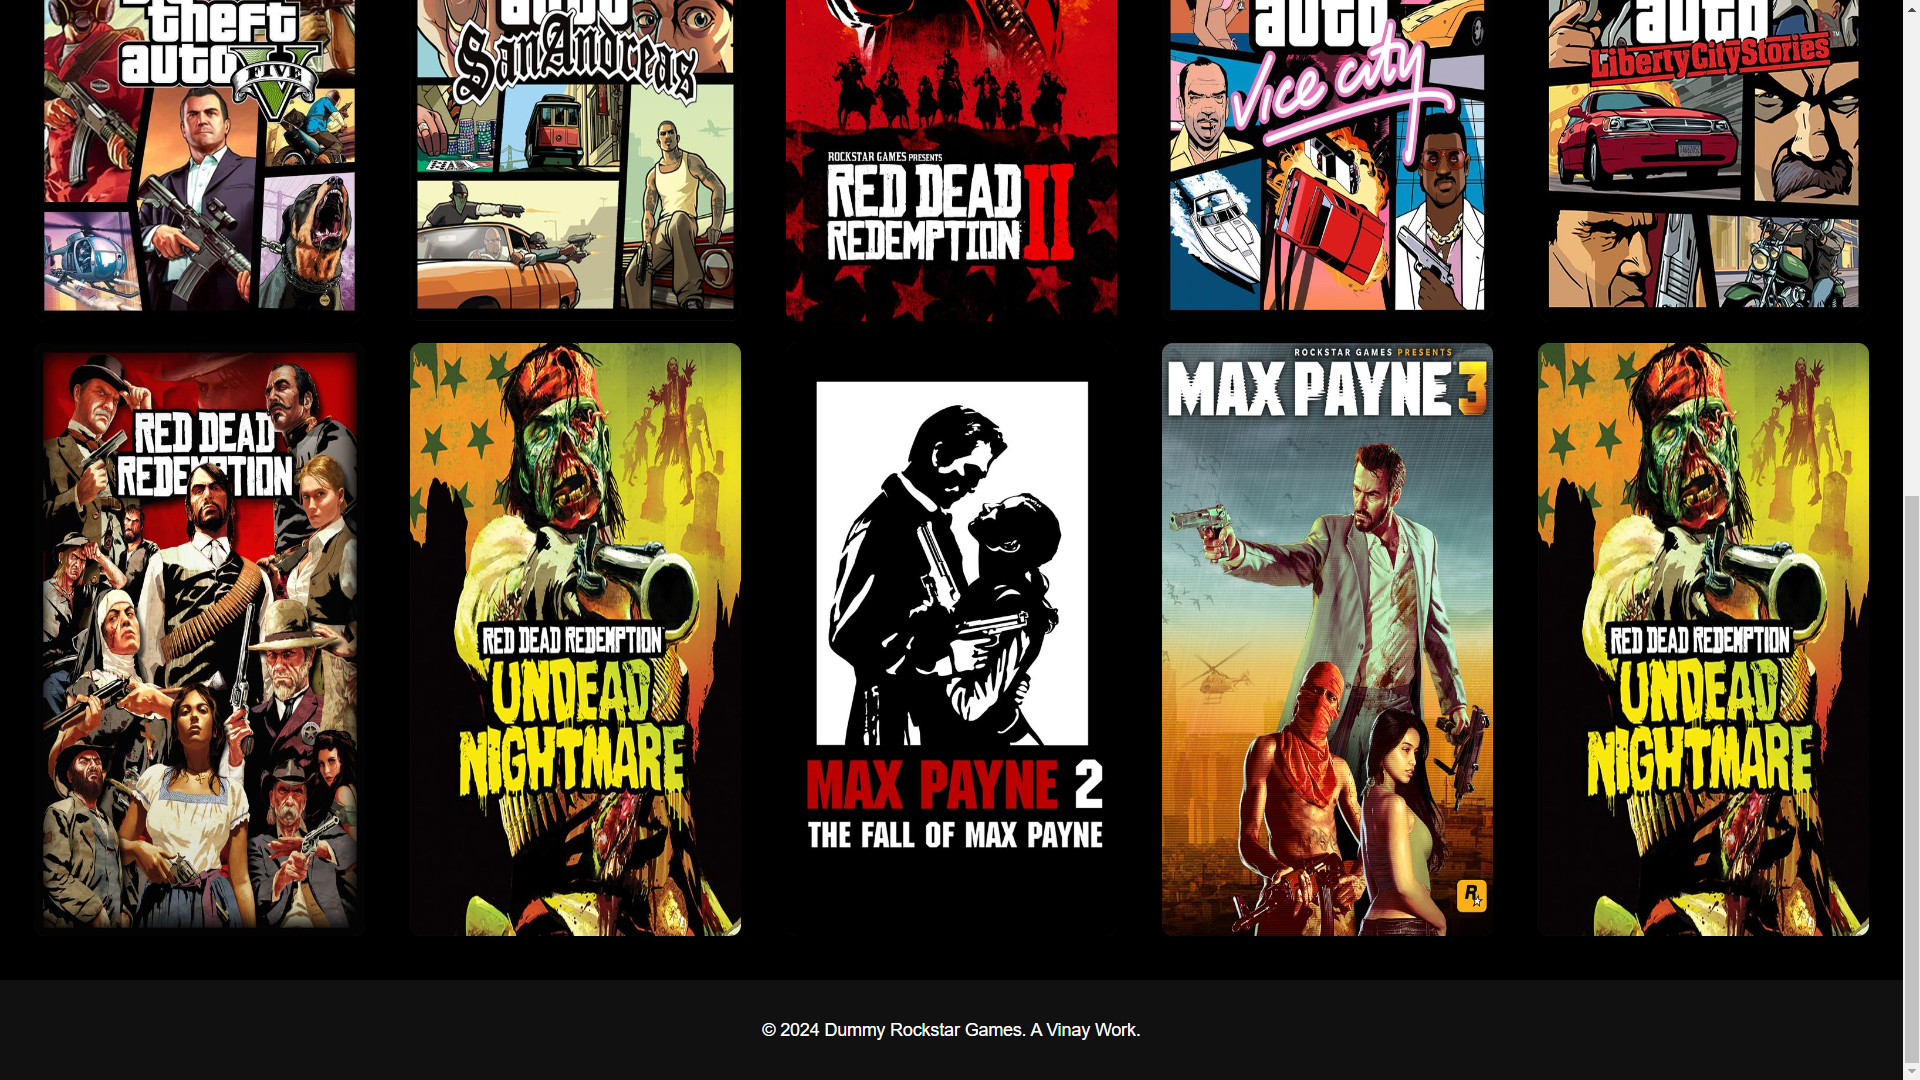 theft
auto
FIVE
auto
San Andreas
ROCKSTAR GAMES PRESENTS
RED DEAD
REDEMPTION II
auto
Vice City
auto
Liberty City Stories
RED DEAD
REDEMPTION
RED DEAD REDEMPTION
UNDEAD
NIGHTMARE
MAX PAYNE 2
THE FALL OF MAX PAYNE
ROCKSTAR GAMES PRESENTS
MAX PAYNE 3
R
RED DEAD REDEMPTION
UNDEAD
NIGHTMARE
© 2024 Dummy Rockstar Games. A Vinay Work.